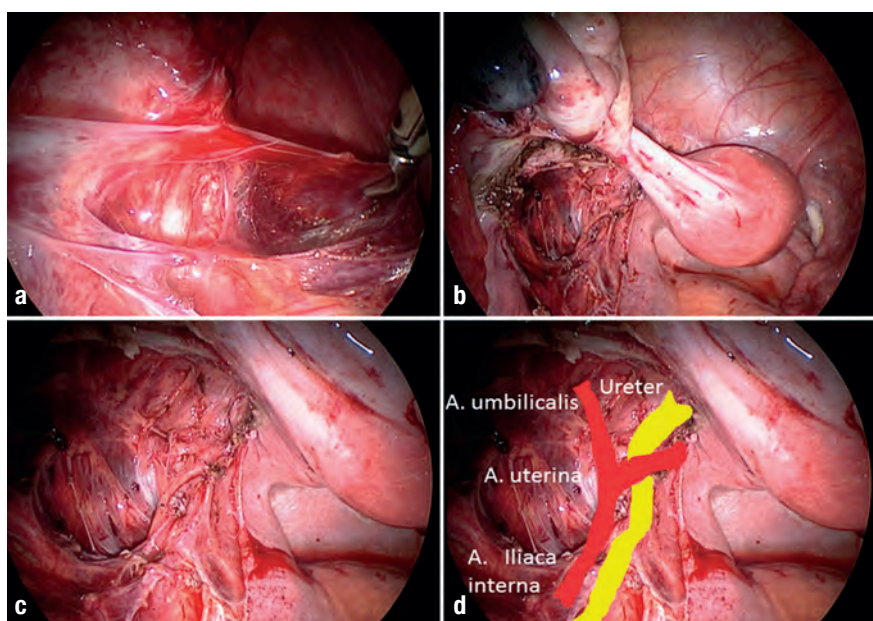 a
b
Ureter
A. umbilicalis
A. uterina
A. Iliaca
interna
c
d